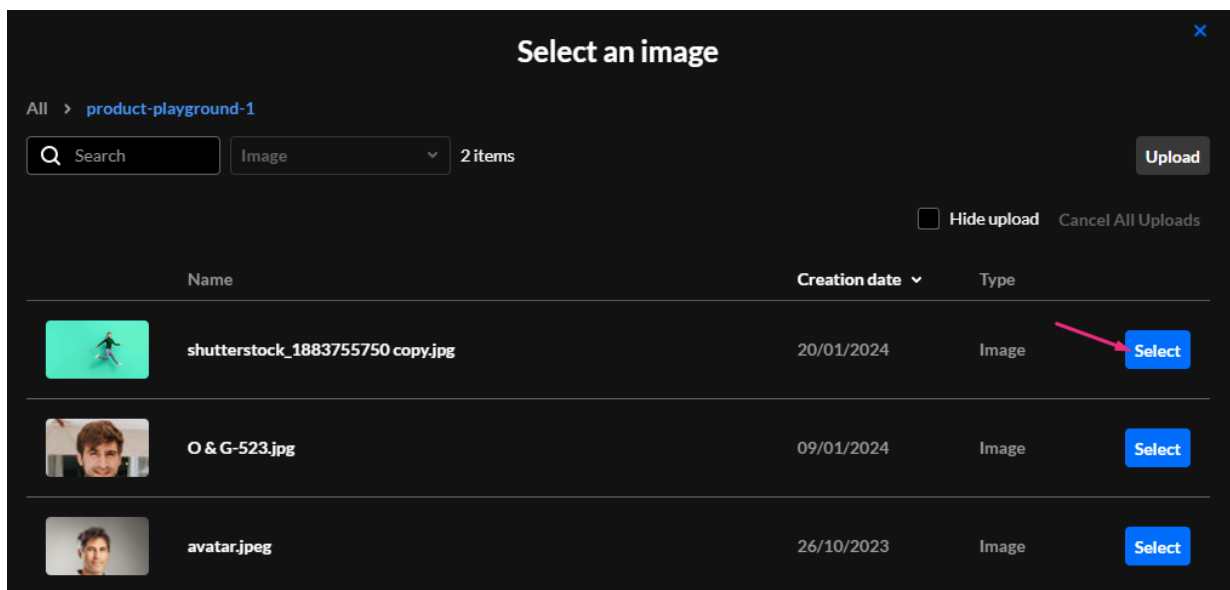 Select an image
All > product-playground-1
Search Image 2 items Upload
Hide upload Cancel All Uploads
Name Creation date Type
shutterstock_1883755750 copy.jpg 20/01/2024 Image Select
O & G-523.jpg 09/01/2024 Image Select
avatar.jpeg 26/10/2023 Image Select